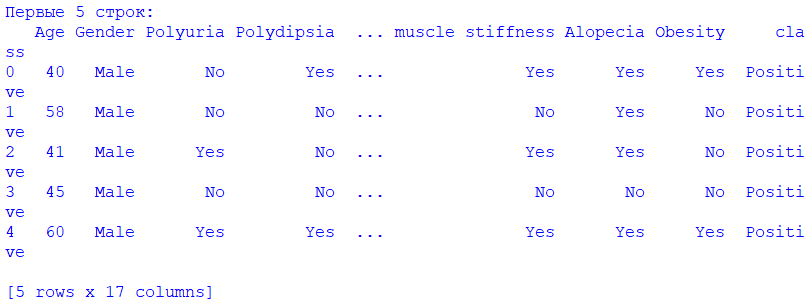 Первые 5 строк:
   Age Gender Polyuria Polydipsia  ... muscle stiffness Alopecia Obesity     cla
ss
0   40   Male       No        Yes  ...              Yes      Yes     Yes  Positi
ve
1   58   Male       No         No  ...               No      Yes      No  Positi
ve
2   41   Male      Yes         No  ...              Yes      Yes      No  Positi
ve
3   45   Male       No         No  ...               No       No      No  Positi
ve
4   60   Male      Yes        Yes  ...              Yes      Yes     Yes  Positi
ve

[5 rows x 17 columns]